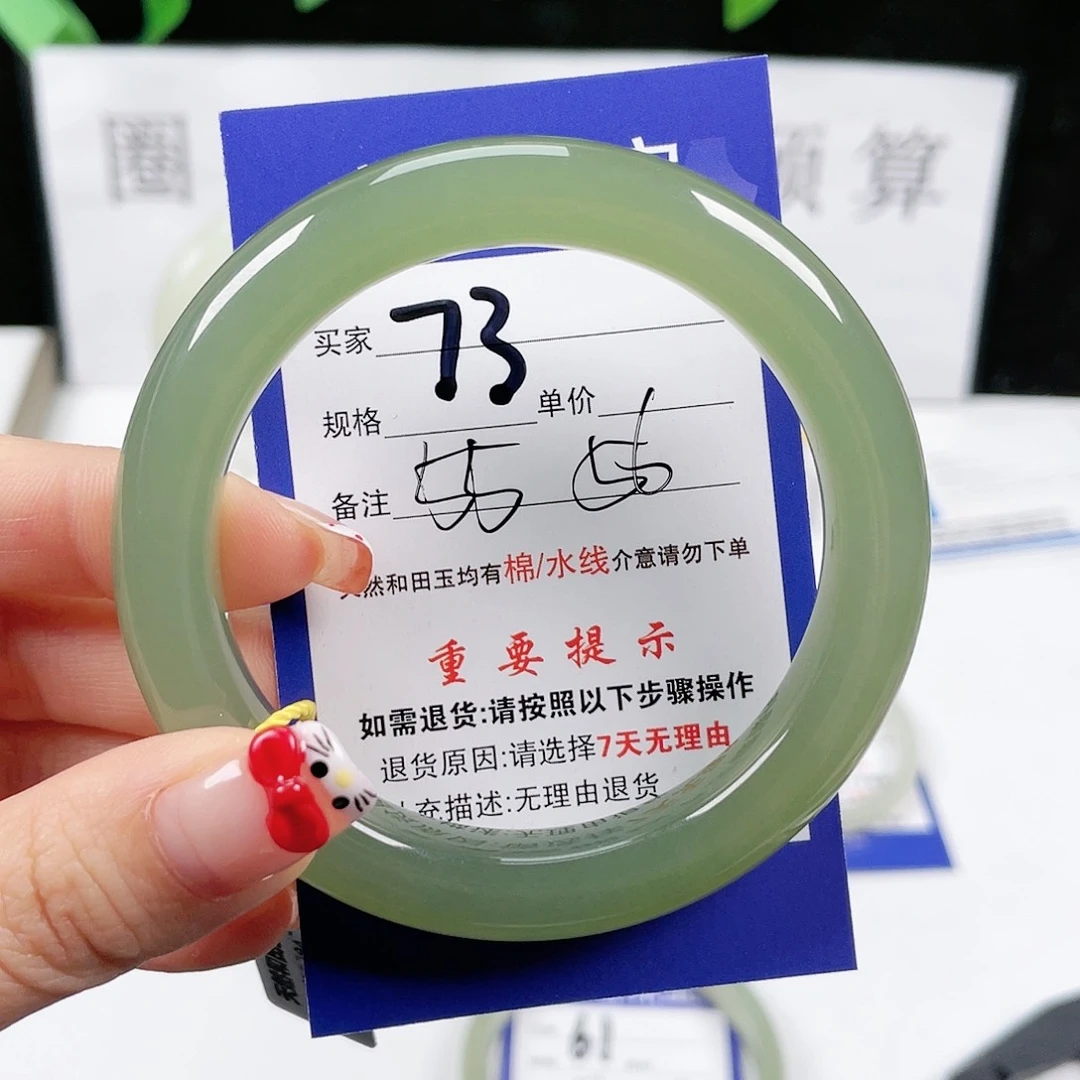 圈
预算
买家 73
规格 单价
备注
天然和田玉均有棉/水线介意请勿下单
重要提示
如需退货:请按照以下步骤操作
退货原因:请选择7天无理由
补充描述:无理由退货
61